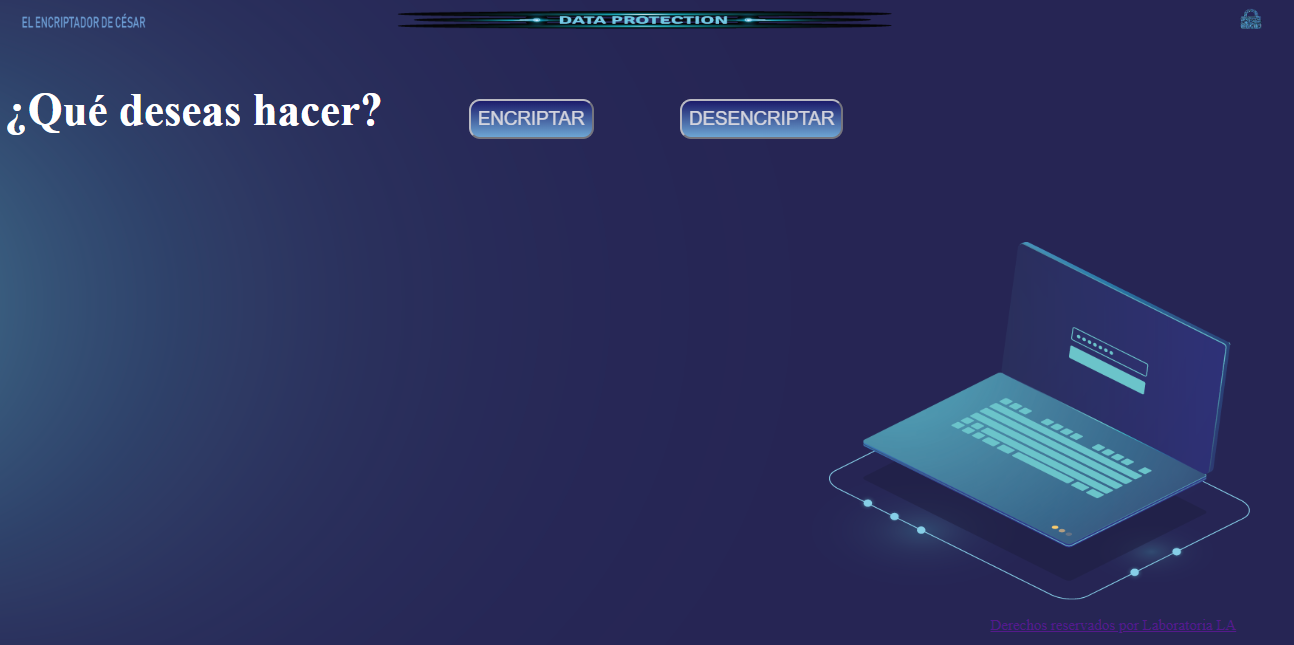 EL ENCRIPTADOR DE CÉSAR
DATA PROTECTION
¿Qué deseas hacer?
ENCRIPTAR
DESENCRIPTAR
Derechos reservados por Laboratoria LA